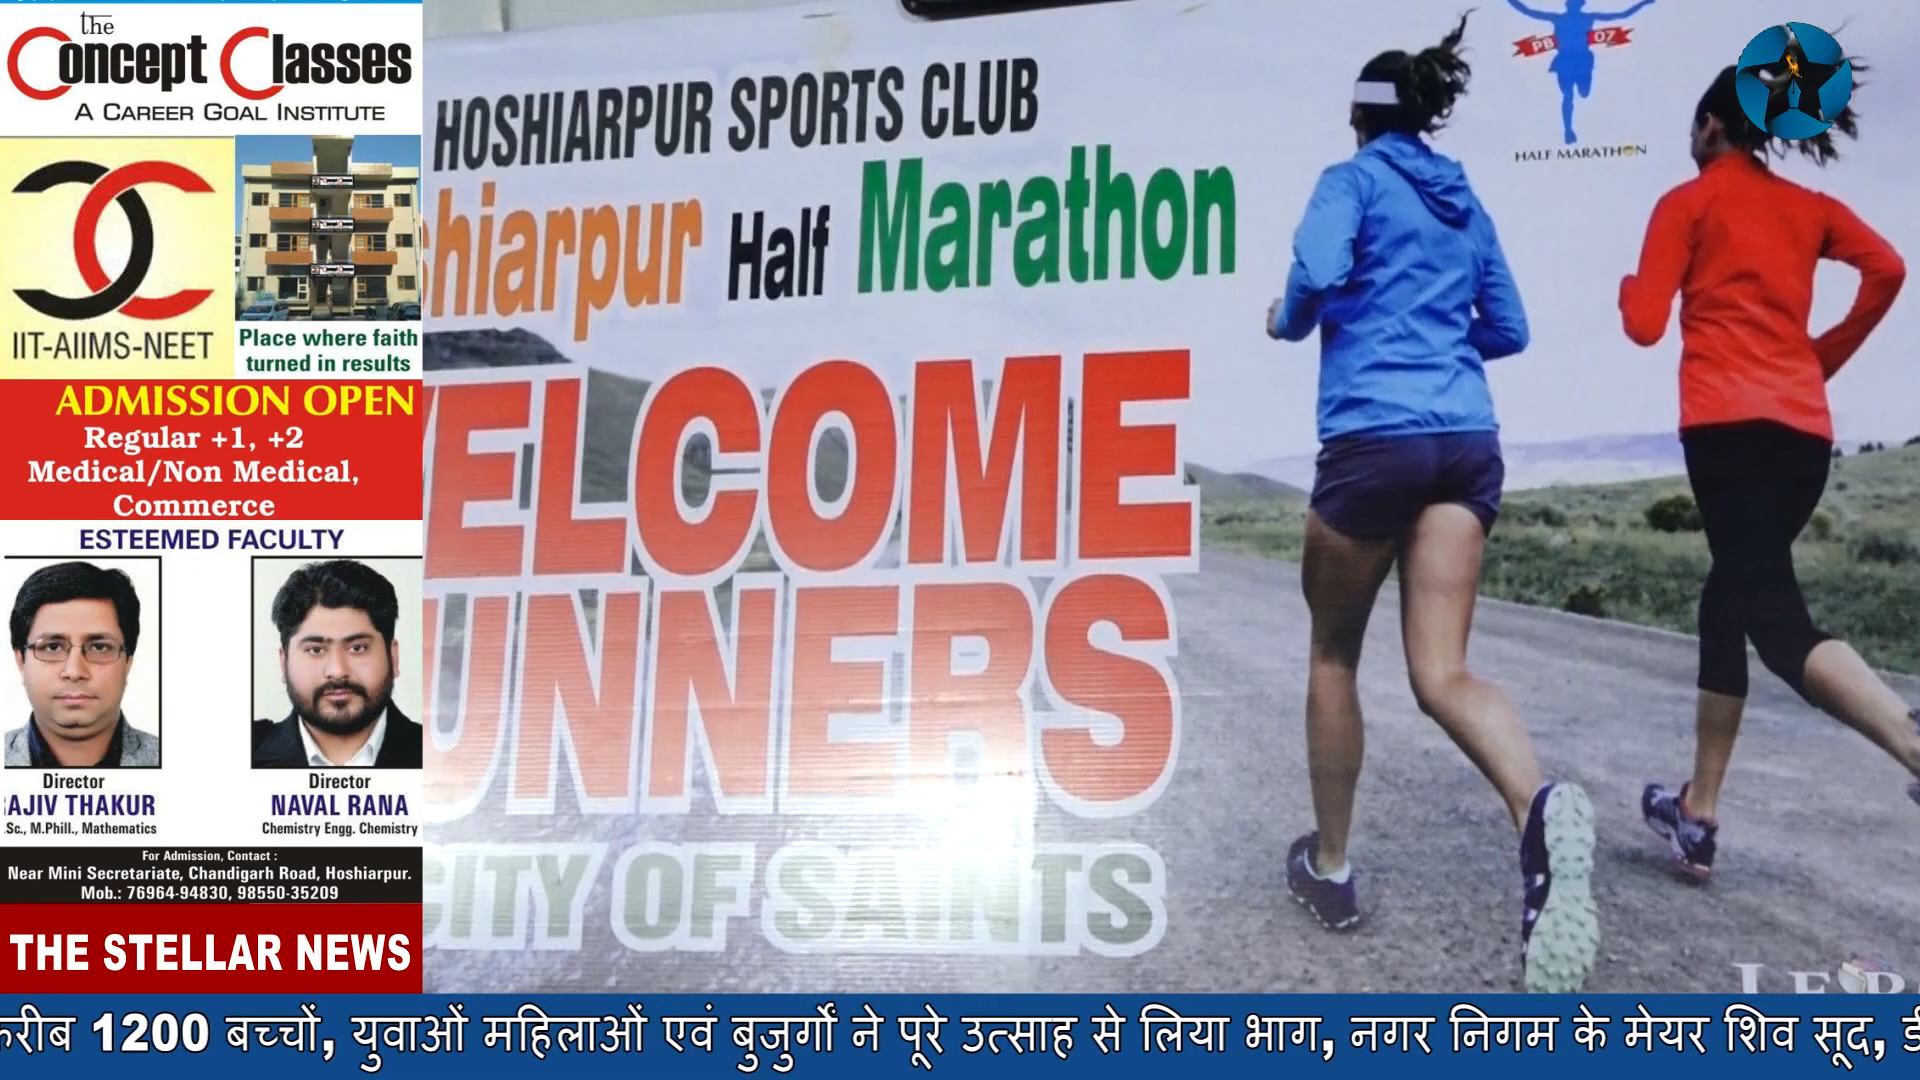 the
Concept Classes
A CAREER GOAL INSTITUTE
IIT-AIIMS-NEET
Place where faith
turned in results
ADMISSION OPEN
Regular +1, +2
Medical/Non Medical,
Commerce
ESTEEMED FACULTY
Director
AJIV THAKUR
.Sc., M.Phill., Mathematics
Director
NAVAL RANA
Chemistry Engg. Chemistry
For Admission, Contact :
Near Mini Secretariate, Chandigarh Road, Hoshiarpur.
Mob.: 76964-94830, 98550-35209
THE STELLAR NEWS
HOSHIARPUR SPORTS CLUB
shiarpur Half Marathon
ELCOME
UNNERS
CITY OF SAINTS
PB 07
HALF MARATHON
करीब 1200 बच्चों, युवाओं महिलाओं एवं बुजुर्गों ने पूरे उत्साह से लिया भाग, नगर निगम के मेयर शिव सूद,